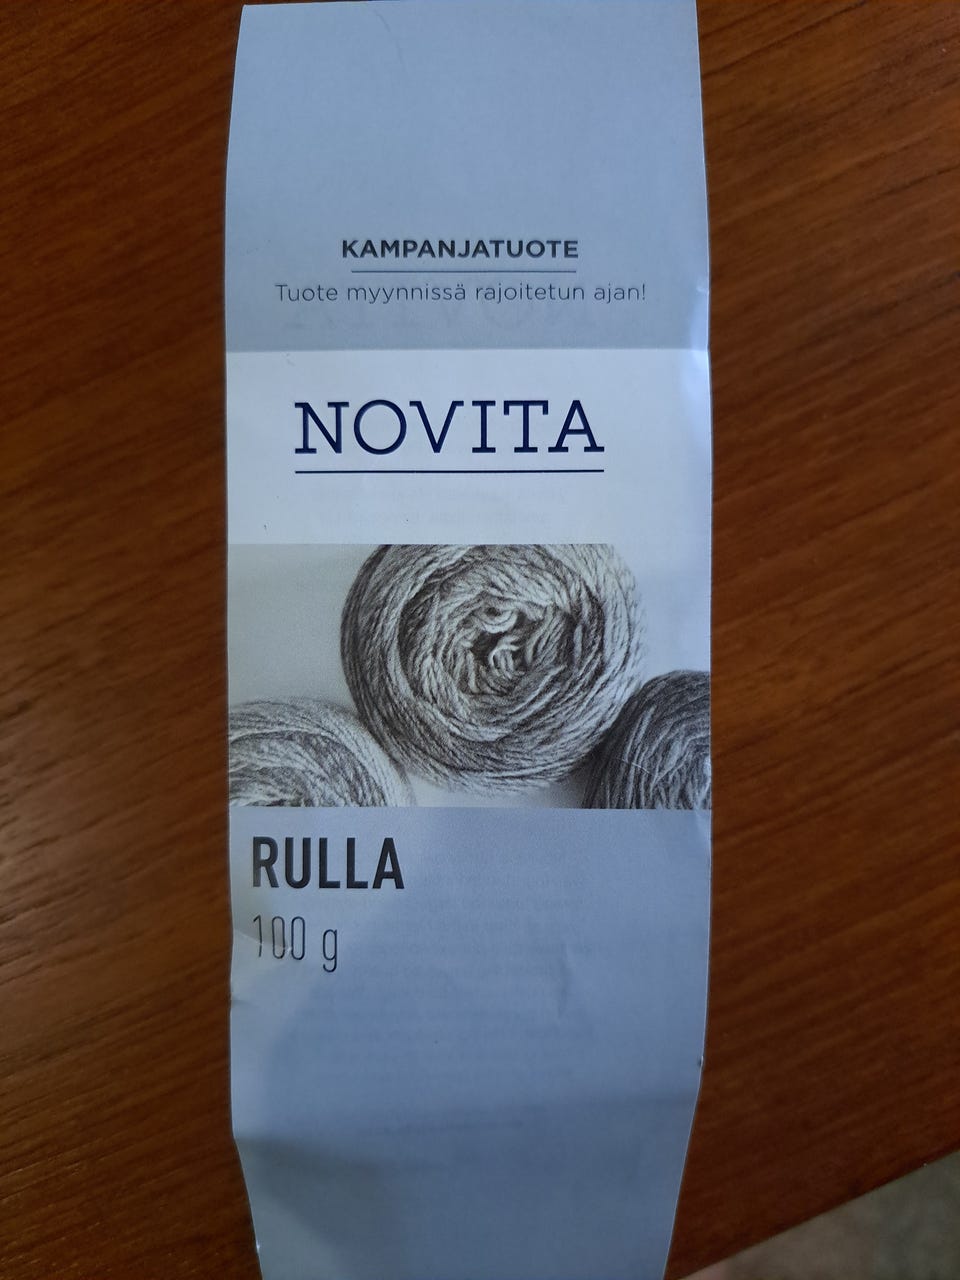 KAMPANJATUOTE
Tuote myynnissä rajoitetun ajan!
NOVITA
RULLA
100 g